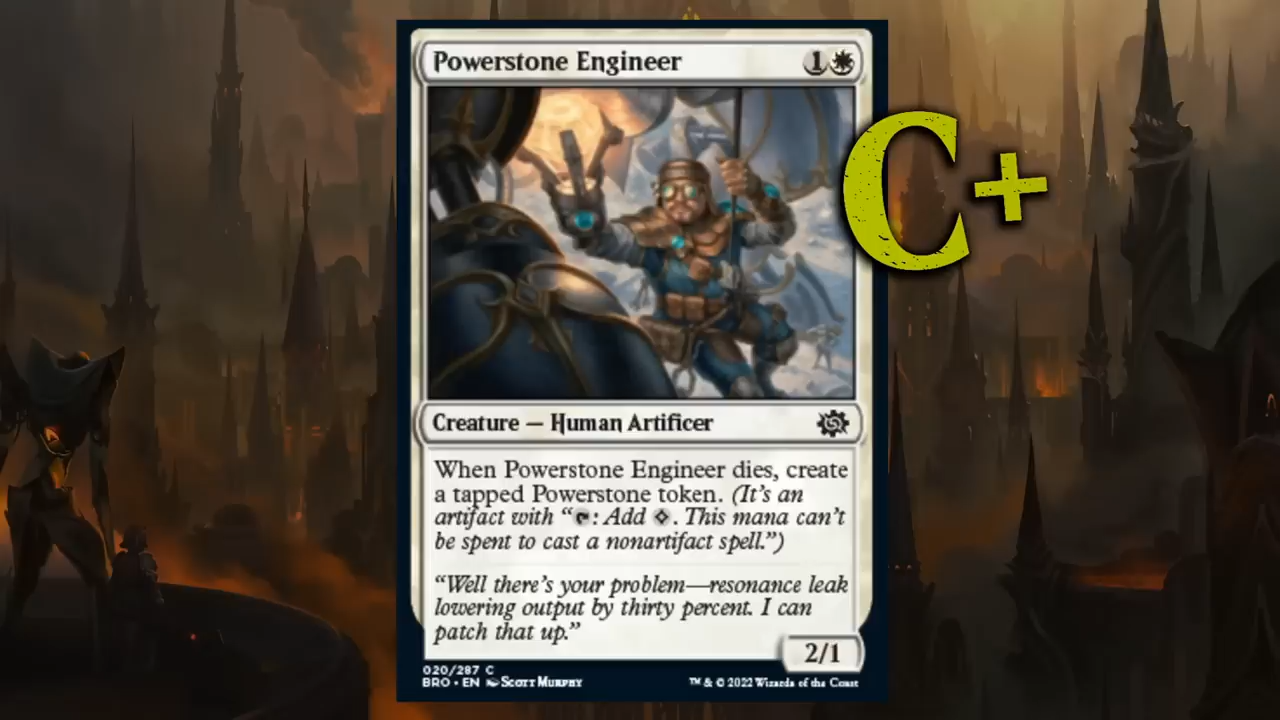 Powerstone Engineer 1
C+
Creature — Human Artificer
When Powerstone Engineer dies, create
a tapped Powerstone token. (It's an
artifact with “: Add . This mana can't
be spent to cast a nonartifact spell.”)
“Well there's your problem—resonance leak
lowering output by thirty percent. I can
patch that up.”
2/1
020/287 C
BRO • EN Scott Murphy
™ & © 2022 Wizards of the Coast